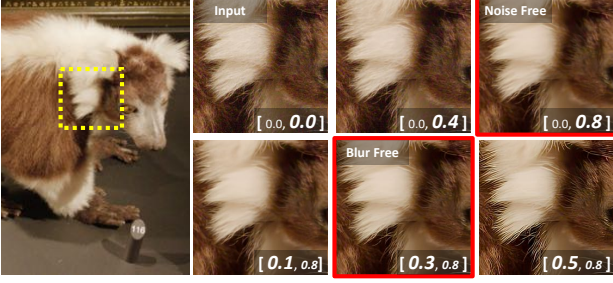 Input
[ 0.0, 0.0 ]
[ 0.0, 0.4 ]
Noise Free
[ 0.0, 0.8 ]
116
[ 0.1, 0.8]
Blur Free
[ 0.3, 0.8 ]
[ 0.5, 0.8 ]